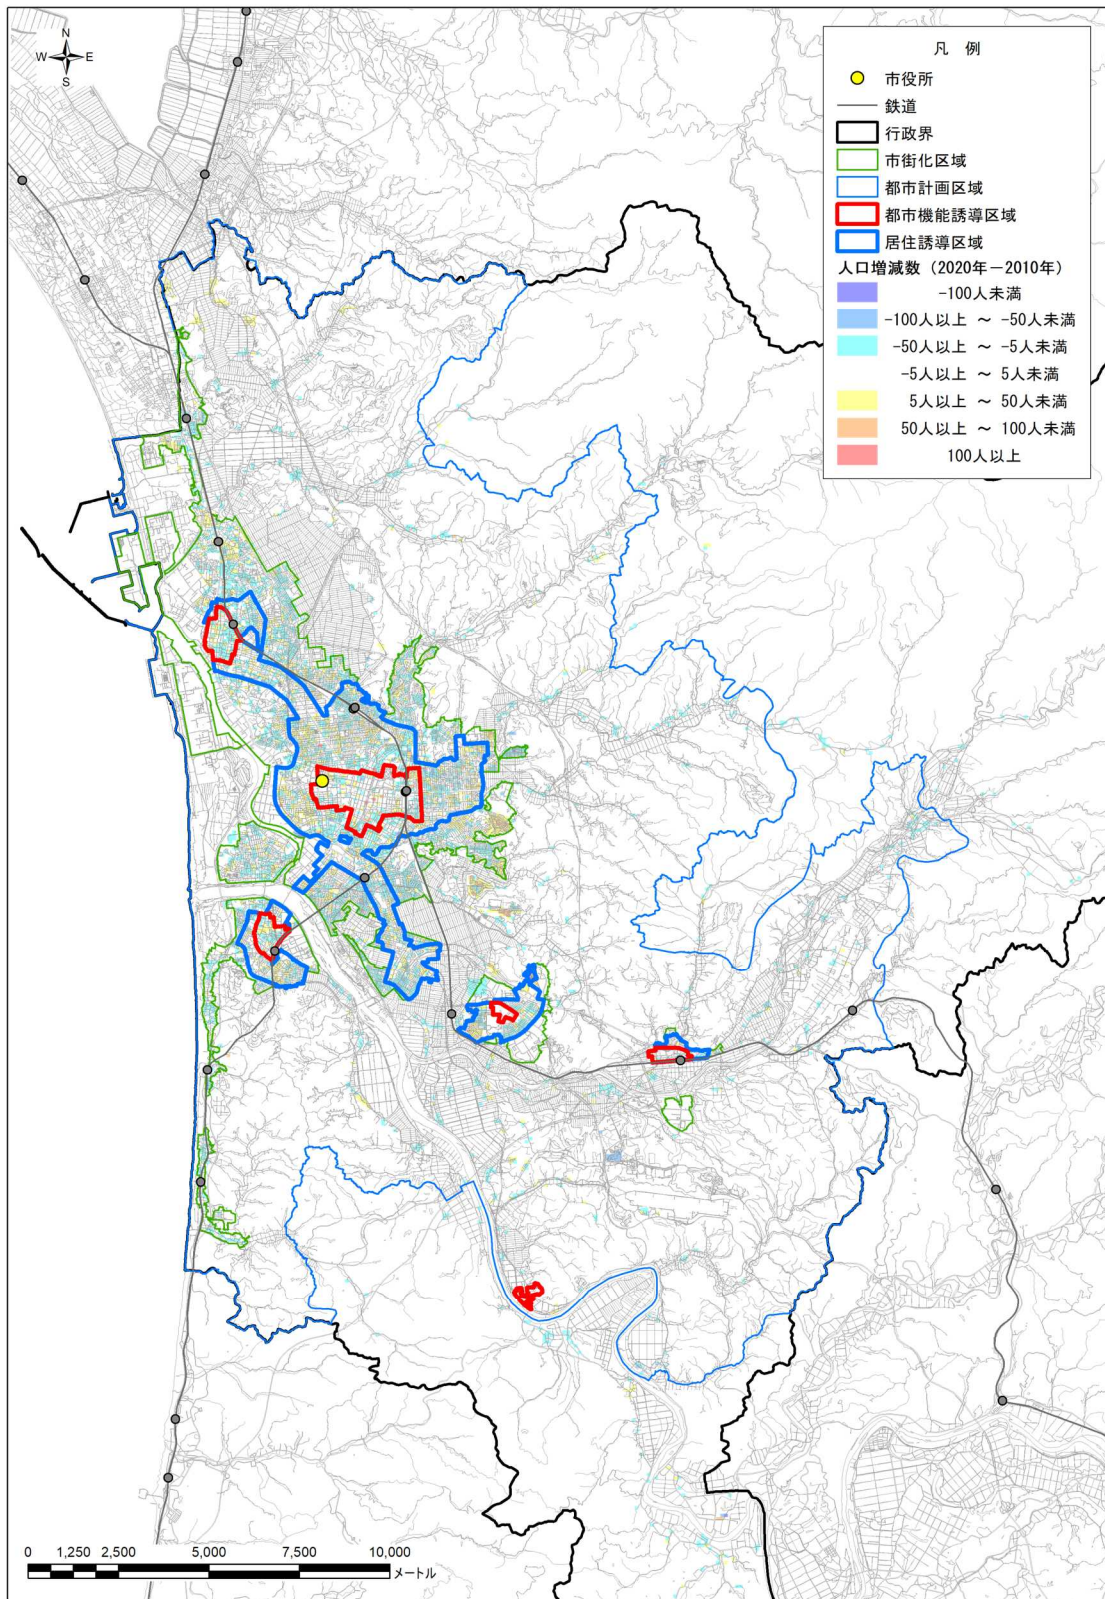 N
W E
S
凡 例
市役所
鉄道
行政界
市街化区域
都市計画区域
都市機能誘導区域
居住誘導区域
人口増減数（2020年－2010年）
-100人未満
-100人以上 ～ -50人未満
-50人以上 ～ -5人未満
-5人以上 ～ 5人未満
5人以上 ～ 50人未満
50人以上 ～ 100人未満
100人以上
0 1,250 2,500 5,000 7,500 10,000
メートル